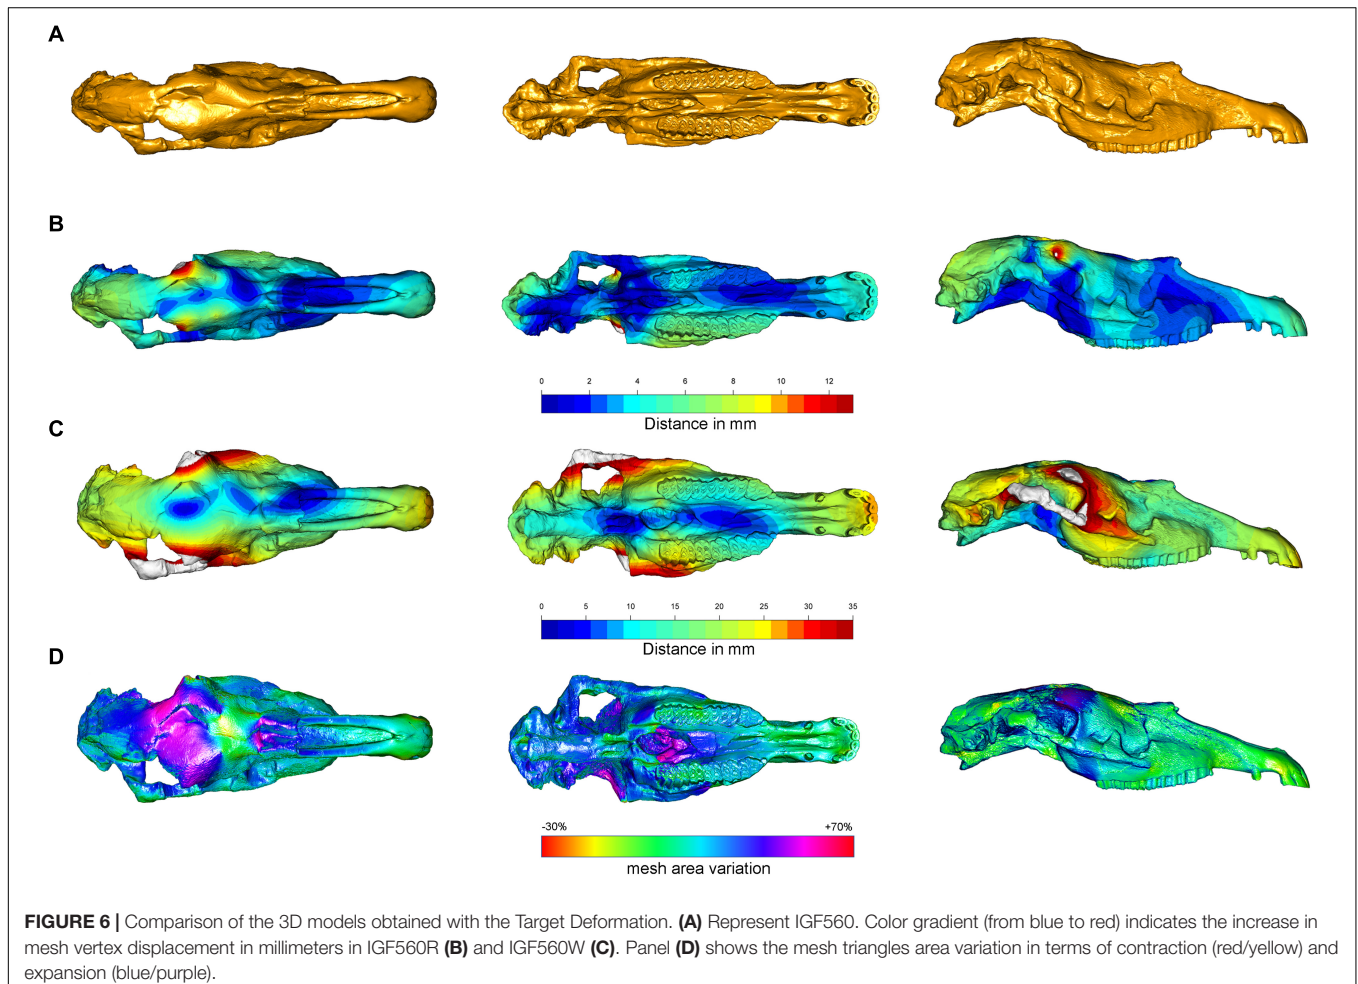 A
B
0 2 4 6 8 10 12
Distance in mm
C
0 5 10 15 20 25 30 35
Distance in mm
D
-30% +70%
mesh area variation
FIGURE 6 | Comparison of the 3D models obtained with the Target Deformation. (A) Represent IGF560. Color gradient (from blue to red) indicates the increase in
mesh vertex displacement in millimeters in IGF560R (B) and IGF560W (C). Panel (D) shows the mesh triangles area variation in terms of contraction (red/yellow) and
expansion (blue/purple).